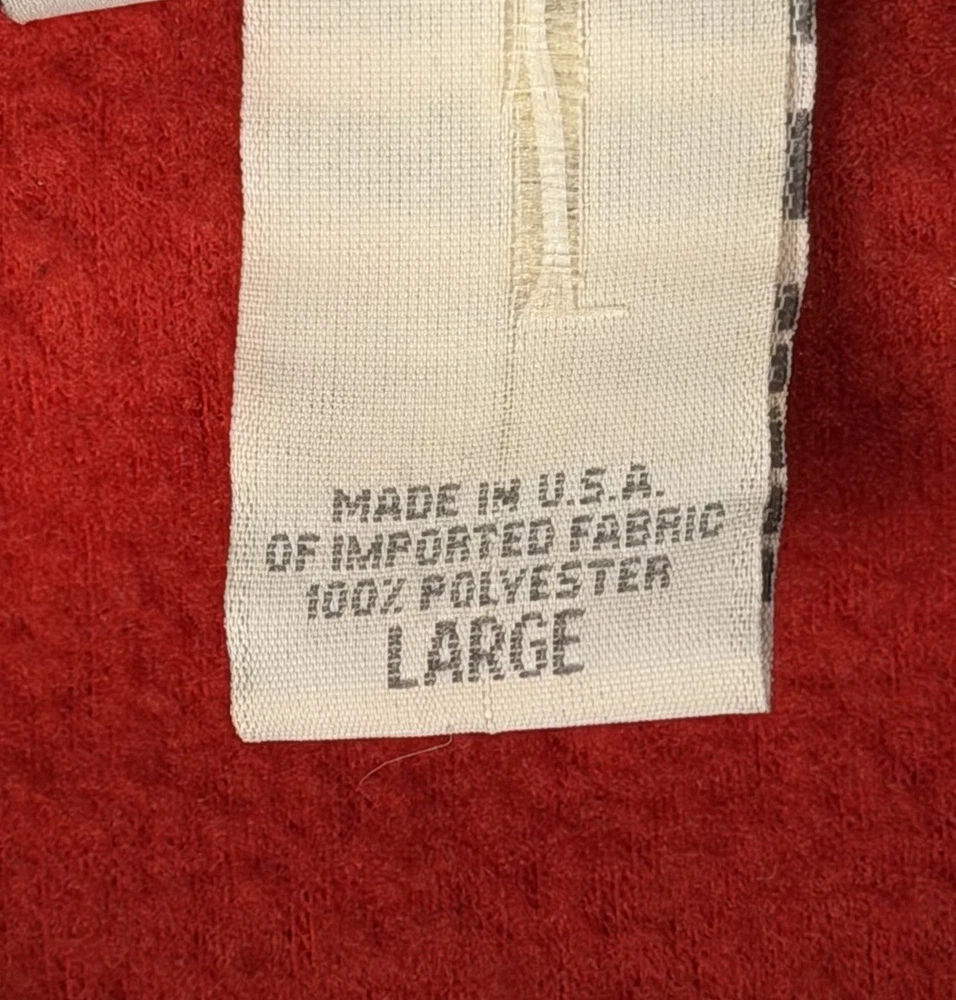 MADE IN U.S.A.
OF IMPORTED FABRIC
100% POLYESTER
LARGE